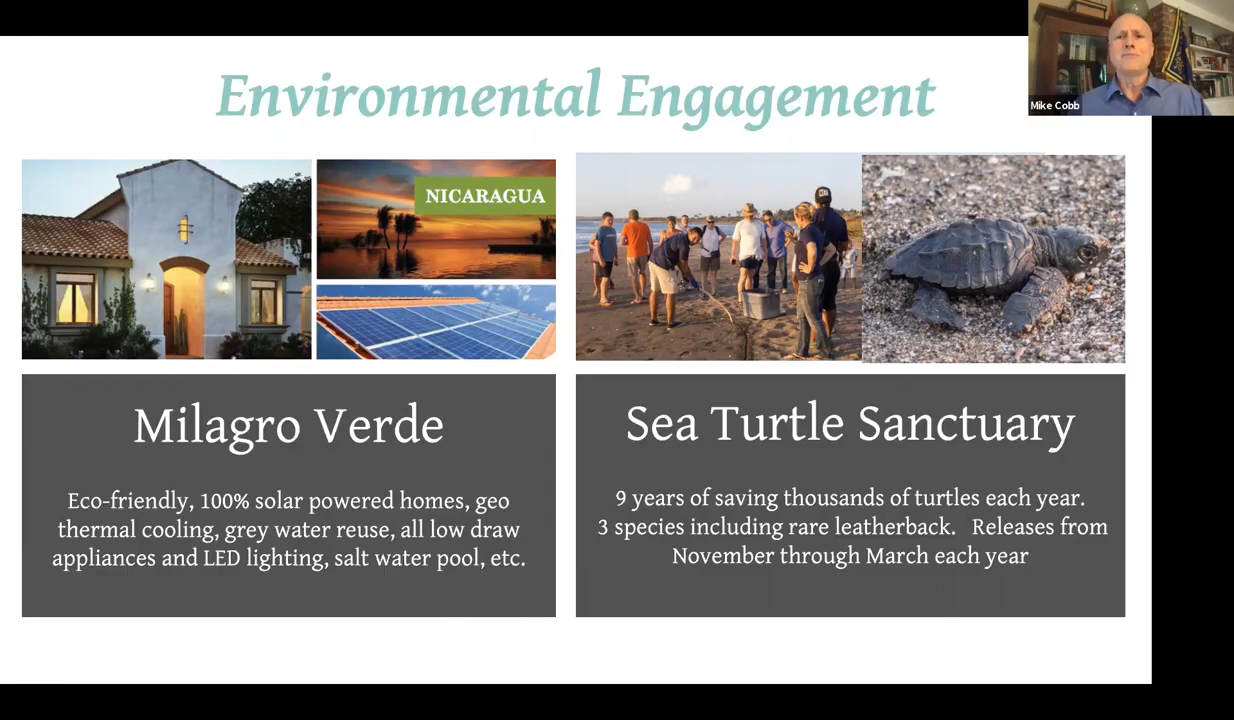 Environmental Engagement
Mike Cobb
NICARAGUA
Milagro Verde
Eco-friendly, 100% solar powered homes, geo
thermal cooling, grey water reuse, all low draw
appliances and LED lighting, salt water pool, etc.
Sea Turtle Sanctuary
9 years of saving thousands of turtles each year.
3 species including rare leatherback.   Releases from
November through March each year